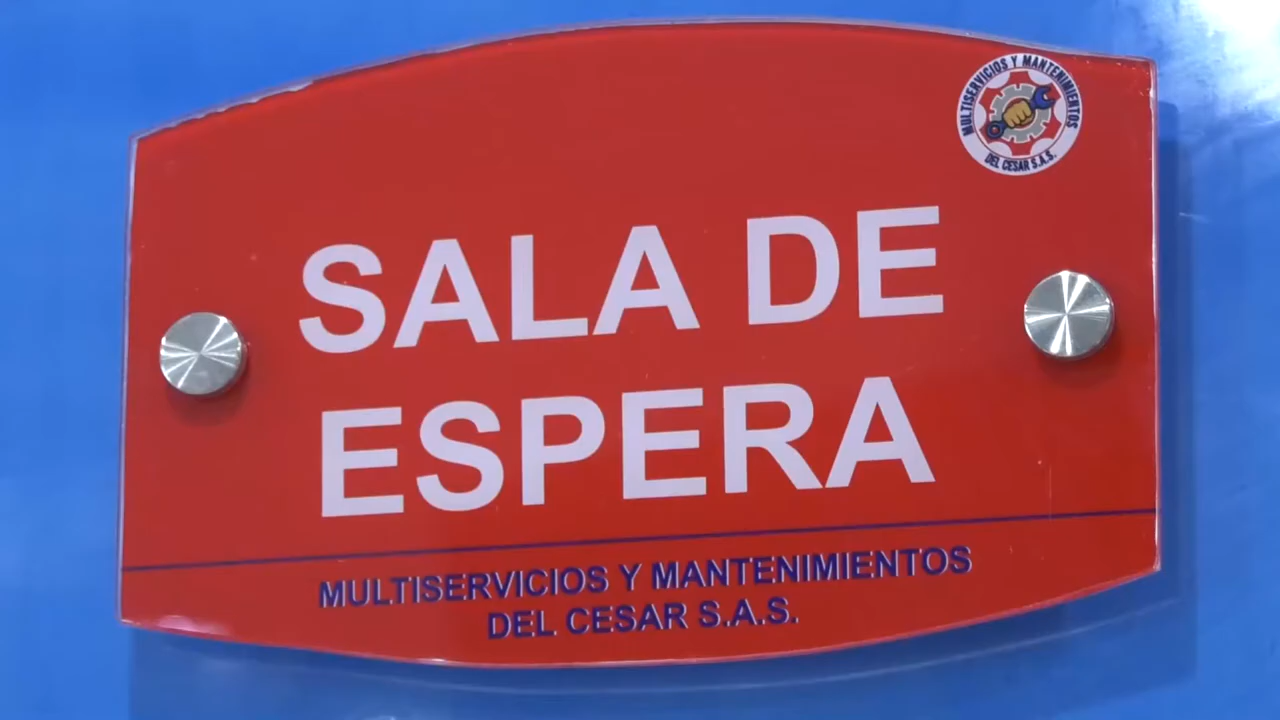 MULTISERVICIOS Y MANTENIMIENTOS
DEL CESAR S.A.S.
SALA DE
ESPERA
MULTISERVICIOS Y MANTENIMIENTOS
DEL CESAR S.A.S.